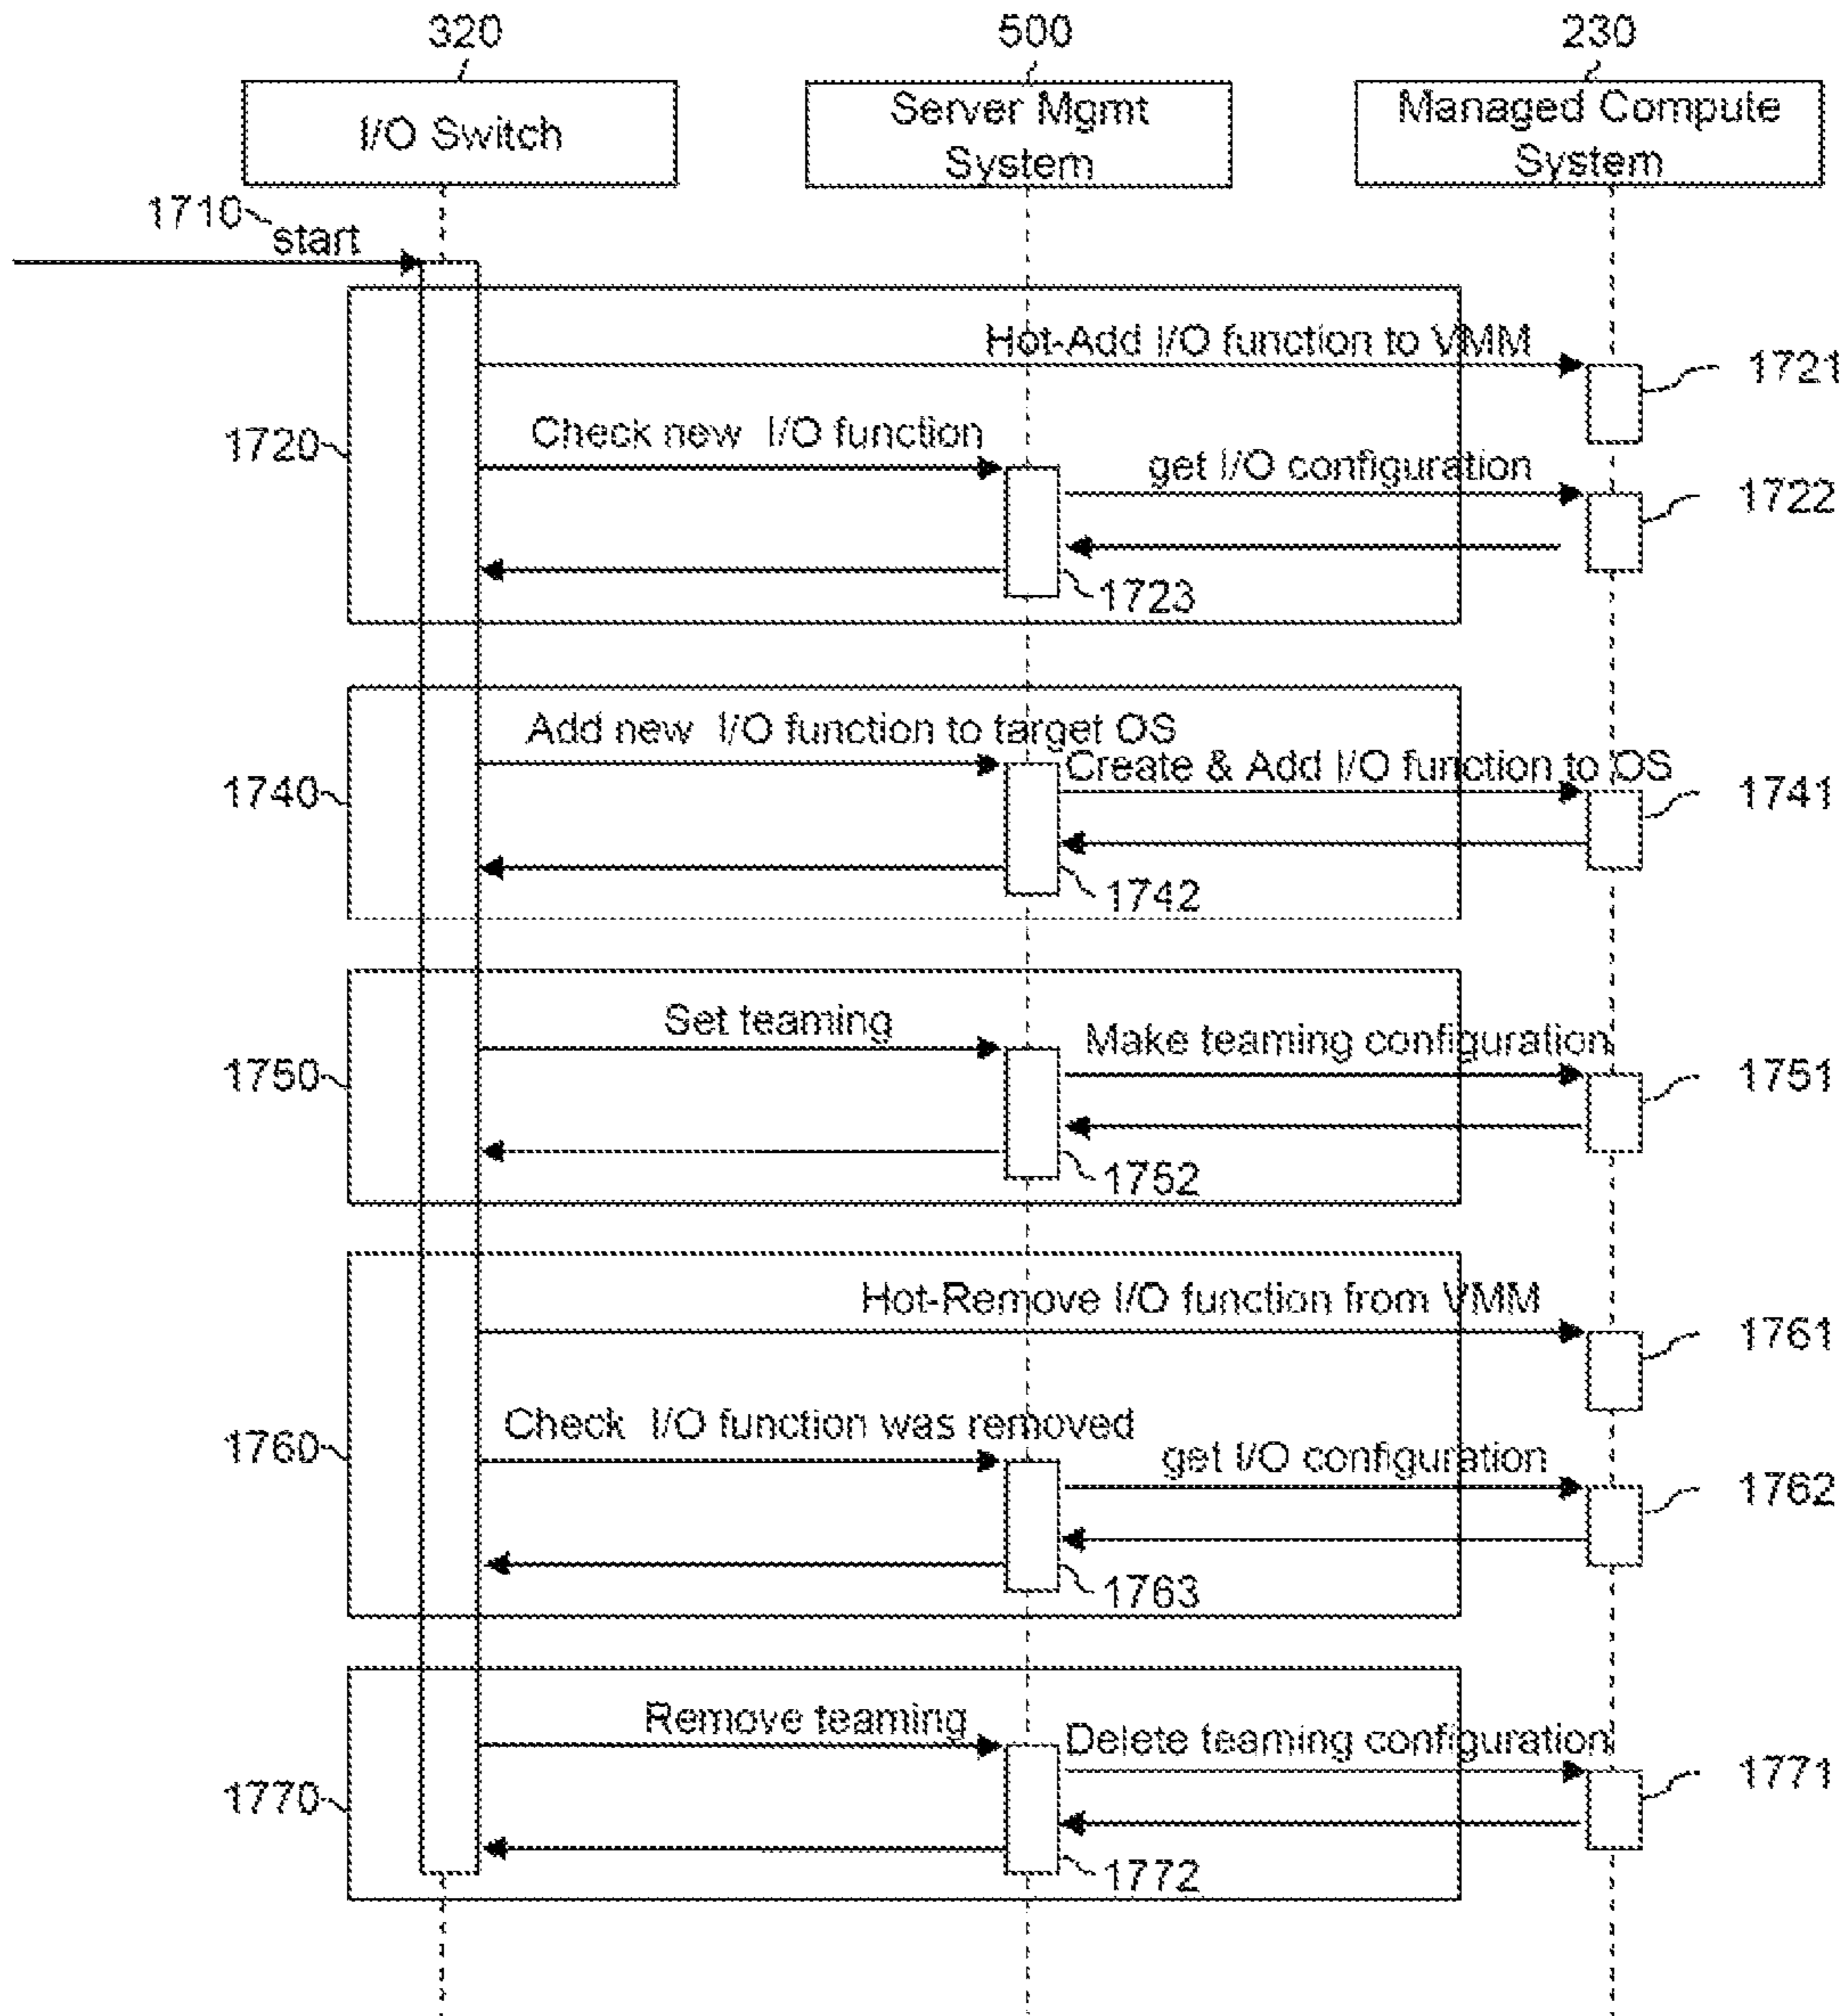 320
500
230
I/O Switch
Server Mgmt
System
Managed Compute
System
1710
start
Hot-Add I/O function to VMM
1721
1720
Check new I/O function
get I/O configuration
1722
1723
Add new I/O function to target OS
Create & Add I/O function to OS
1740
1741
1742
Set teaming
Make teaming configuration
1750
1751
1752
Hot-Remove I/O function from VMM
1761
1760
Check I/O function was removed
get I/O configuration
1762
1763
Remove teaming
Delete teaming configuration
1770
1771
1772